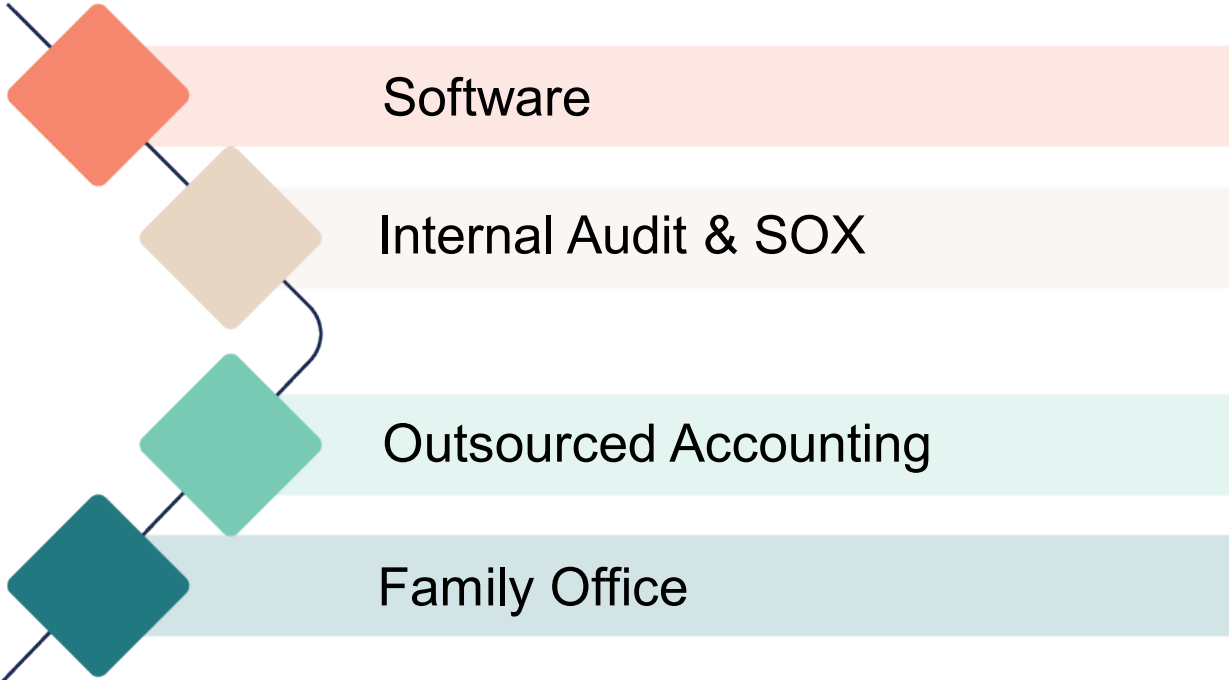 Software
Internal Audit & SOX
Outsourced Accounting
Family Office